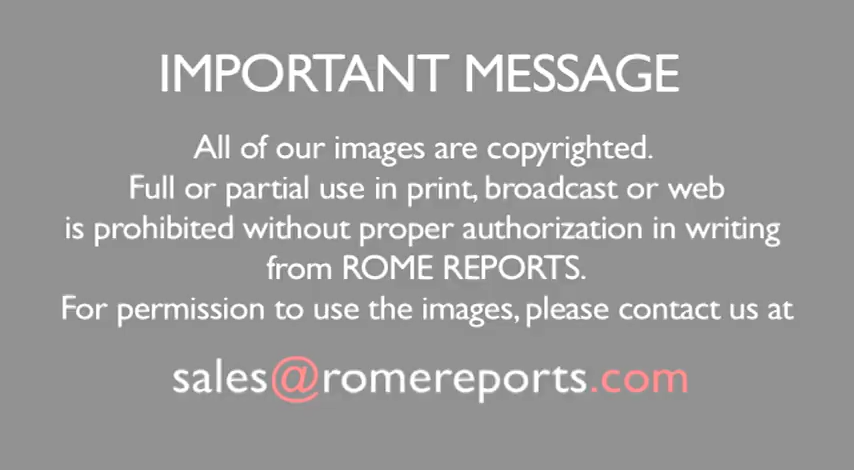 IMPORTANT MESSAGE
All of our images are copyrighted.
Full or partial use in print, broadcast or web
is prohibited without proper authorization in writing
from ROME REPORTS.
For permission to use the images, please contact us at
sales@romereports.com